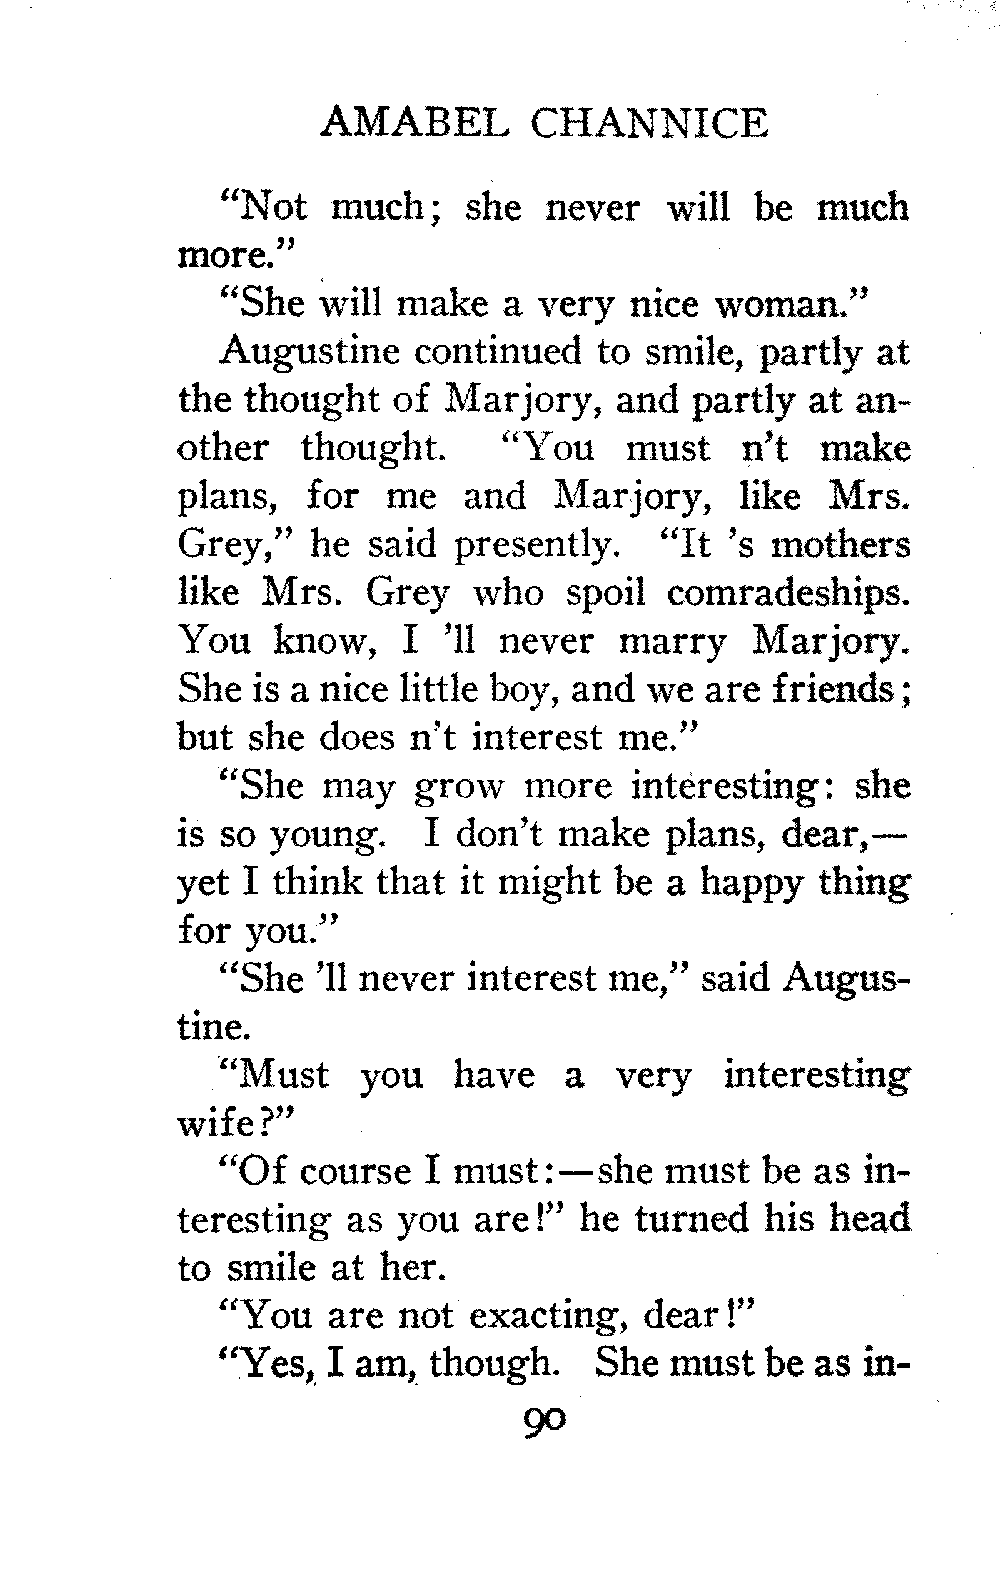 AMABEL CHANNICE
“Not much; she never will be much
more.”
“She will make a very nice woman.”
Augustine continued to smile, partly at
the thought of Marjory, and partly at an-
other thought. “You must n’t make
plans, for me and Marjory, like Mrs.
Grey,” he said presently. “It ’s mothers
like Mrs. Grey who spoil comradeships.
You know, I ’ll never marry Marjory.
She is a nice little boy, and we are friends;
but she does n’t interest me.”
“She may grow more interesting: she
is so young. I don’t make plans, dear,—
yet I think that it might be a happy thing
for you.”
“She ’ll never interest me,” said Augus-
tine.
“Must you have a very interesting
wife?”
“Of course I must:—she must be as in-
teresting as you are!” he turned his head
to smile at her.
“You are not exacting, dear!”
“Yes, I am, though. She must be as in-
90